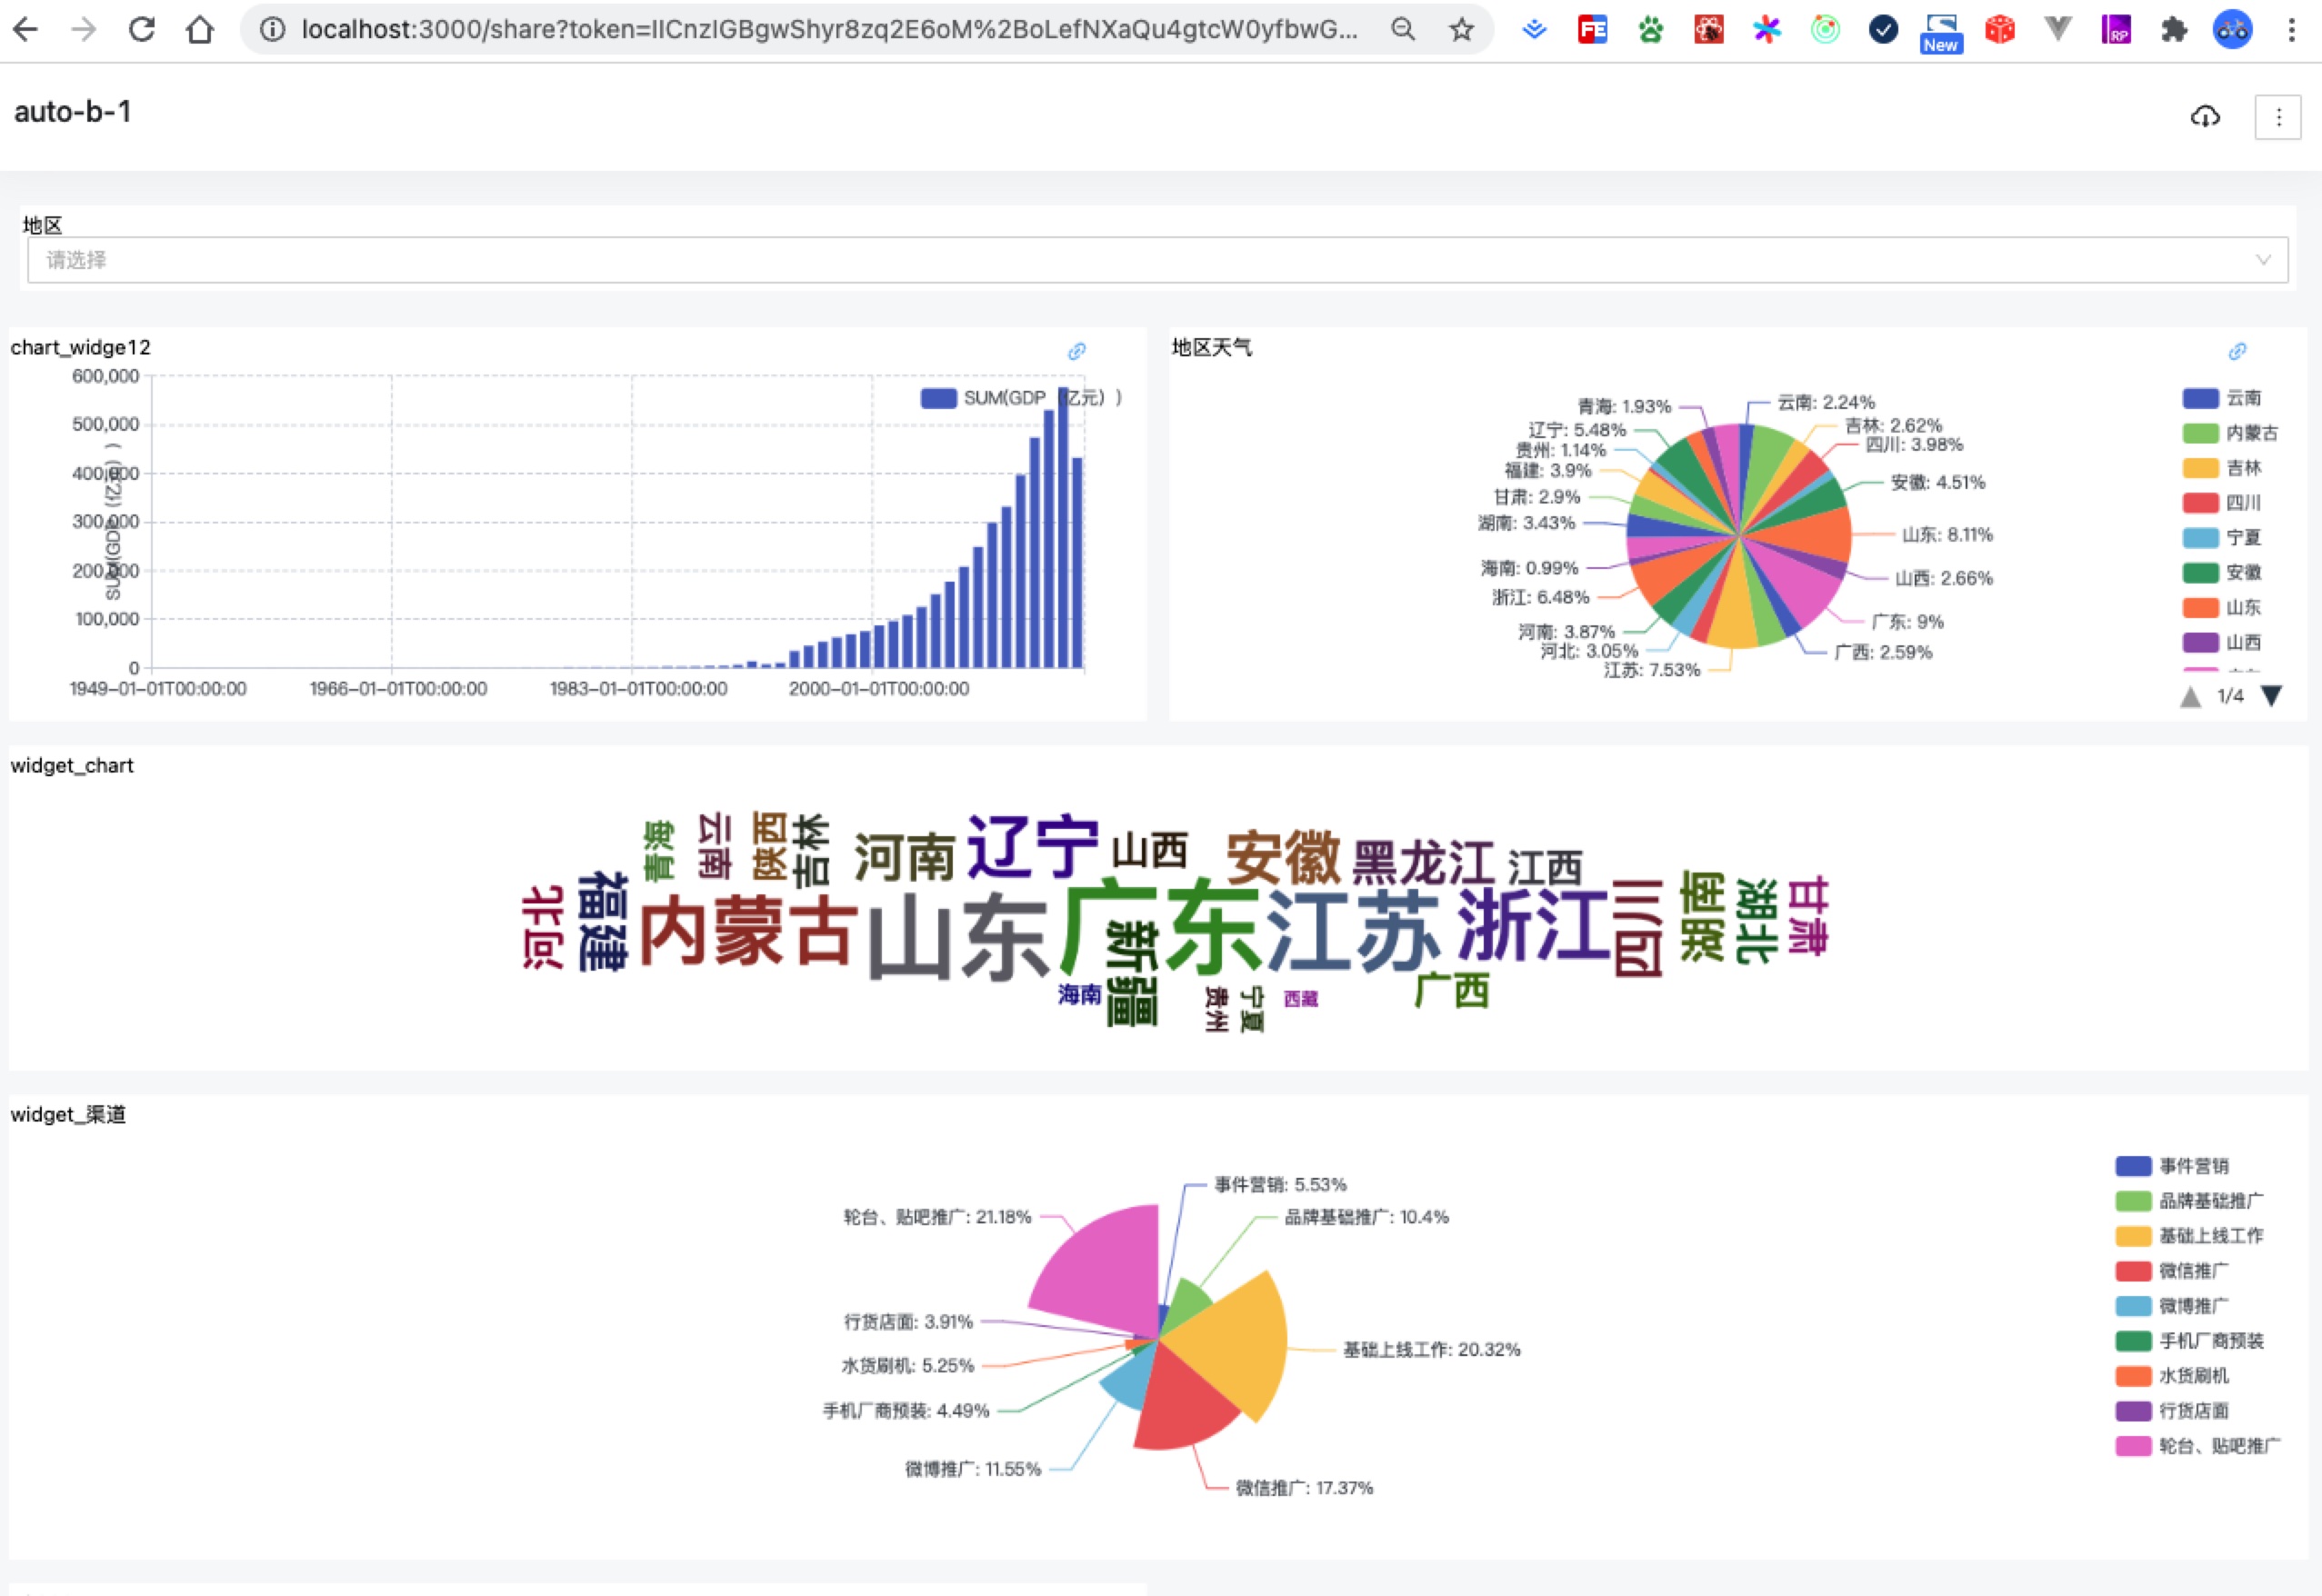 localhost:3000/share?token=IICnzIGBgwShyr8zq2E6oM%2BoLefNXaQu4gtcW0yfbwG...
FE
New
RP
auto-b-1
地区
请选择
chart_widge12
SUM(GDP（亿元）)
600,000
500,000
400,000
300,000
200,000
100,000
0
SUM(GDP（亿元）)
1949-01-01T00:00:00
1966-01-01T00:00:00
1983-01-01T00:00:00
2000-01-01T00:00:00
地区天气
云南: 2.24%
吉林: 2.62%
四川: 3.98%
安徽: 4.51%
山东: 8.11%
山西: 2.66%
广东: 9%
广西: 2.59%
江苏: 7.53%
河北: 3.05%
河南: 3.87%
浙江: 6.48%
海南: 0.99%
湖南: 3.43%
甘肃: 2.9%
福建: 3.9%
贵州: 1.14%
辽宁: 5.48%
青海: 1.93%
云南
内蒙古
吉林
四川
宁夏
安徽
山东
山西
1/4
widget_chart
青海
云南
陕西
吉林
河南
辽宁
山西
安徽
黑龙江
江西
河北
福建
内蒙古
山东
广东
新疆
江苏
浙江
四川
湖南
湖北
甘肃
海南
贵州
宁夏
西藏
广西
widget_渠道
事件营销: 5.53%
品牌基础推广: 10.4%
基础上线工作: 20.32%
微信推广: 17.37%
微博推广: 11.55%
手机厂商预装: 4.49%
水货刷机: 5.25%
行货店面: 3.91%
轮台、贴吧推广: 21.18%
事件营销
品牌基础推广
基础上线工作
微信推广
微博推广
手机厂商预装
水货刷机
行货店面
轮台、贴吧推广